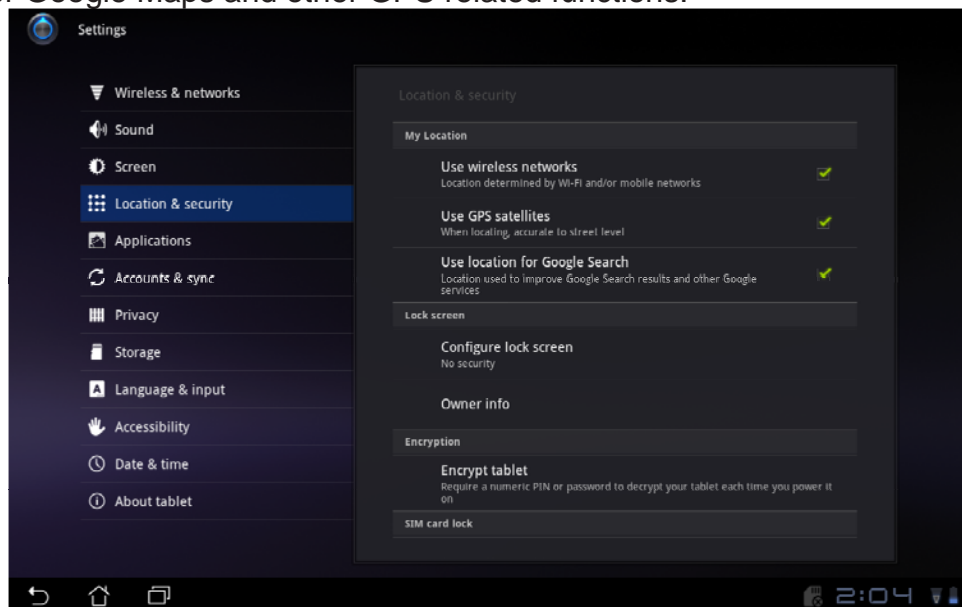 r Google Maps and other GPS related functions.
Settings
Wireless & networks
Sound
Screen
Location & security
Applications
Accounts & sync
Privacy
Storage
Language & input
Accessibility
Date & time
About tablet
Location & security
My Location
Use wireless networks
Location determined by Wi-Fi and/or mobile networks
Use GPS satellites
When locating, accurate to street level
Use location for Google Search
Location used to improve Google Search results and other Google
services
Lock screen
Configure lock screen
No security
Owner info
Encryption
Encrypt tablet
Require a numeric PIN or password to decrypt your tablet each time you power it
on
SIM card lock
2:04